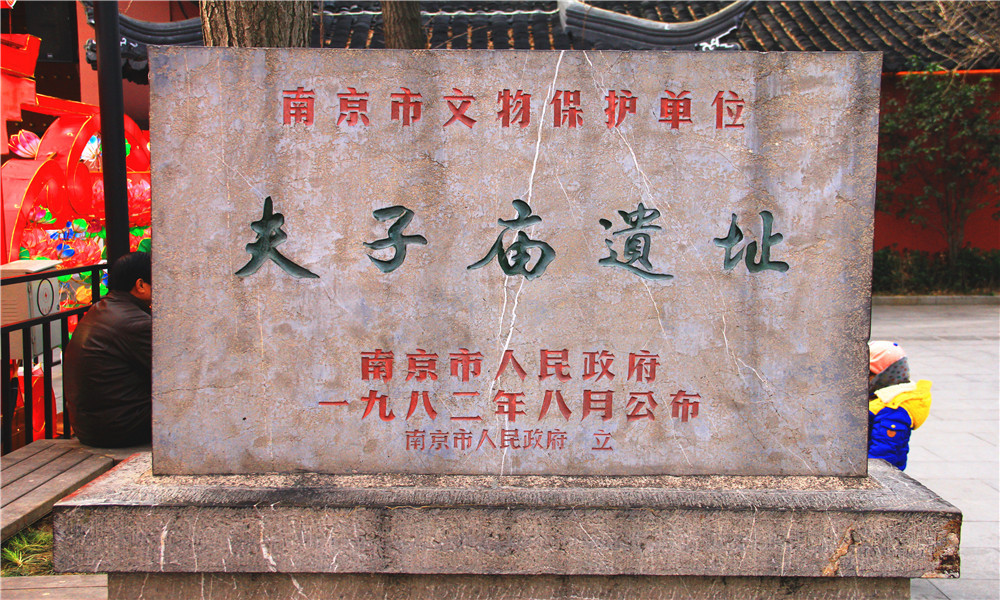 南京市文物保护单位
夫子庙遺址
南京市人民政府
一九八二年八月公布
南京市人民政府 立